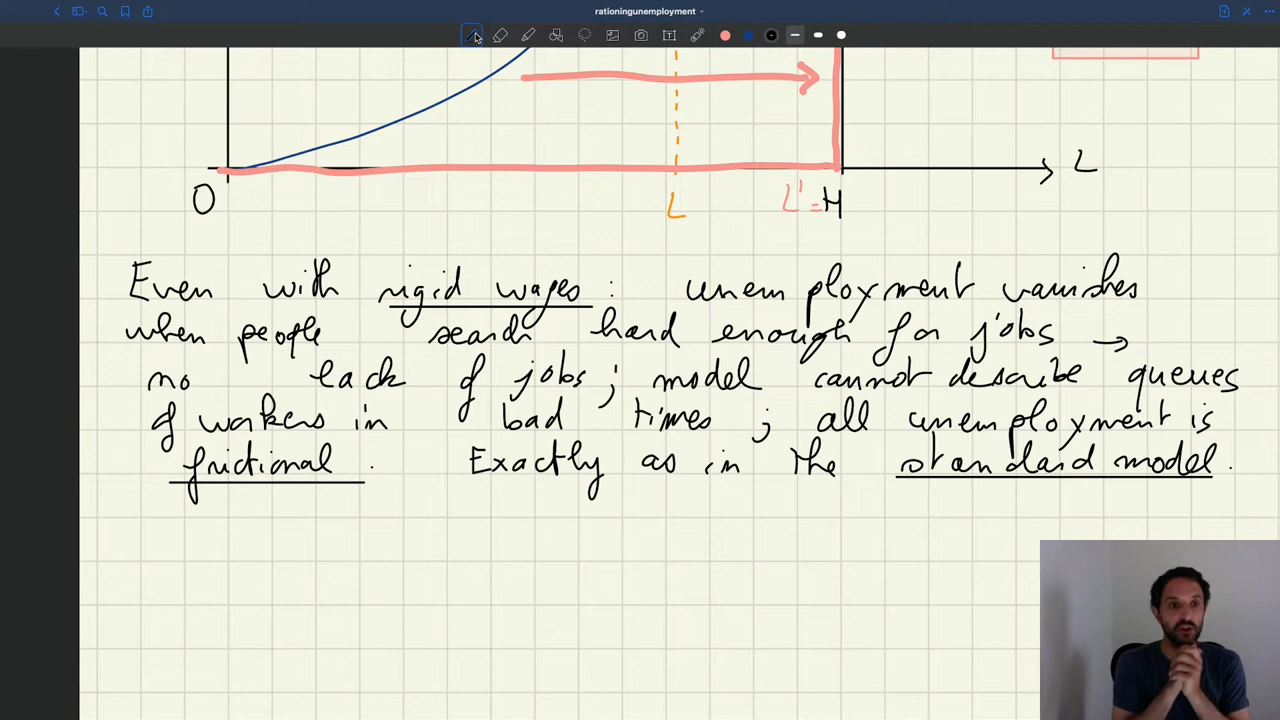 rationingunemployment
L
O
L
L' = H
Even with rigid wages : unemployment vanishes
when people search hard enough for jobs →
no lack of jobs ; model cannot describe queues
of workers in bad times ; all unemployment is
frictional . Exactly as in the standard model .